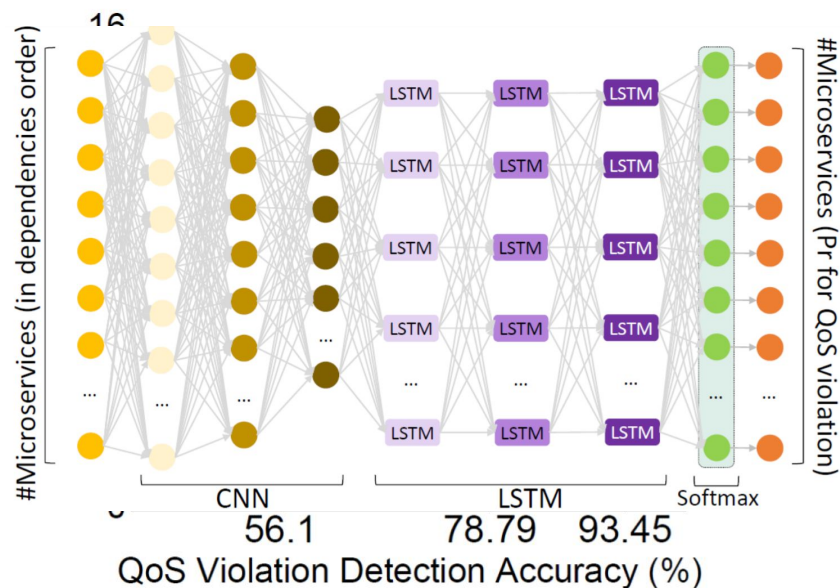 16
#Microservices (in dependencies order)
...
...
...
...
LSTM LSTM LSTM
LSTM LSTM LSTM
LSTM LSTM LSTM
LSTM LSTM LSTM
... ... ...
LSTM LSTM LSTM
...
...
#Microservices (Pr for QoS violation)
CNN LSTM Softmax
56.1 78.79 93.45
QoS Violation Detection Accuracy (%)